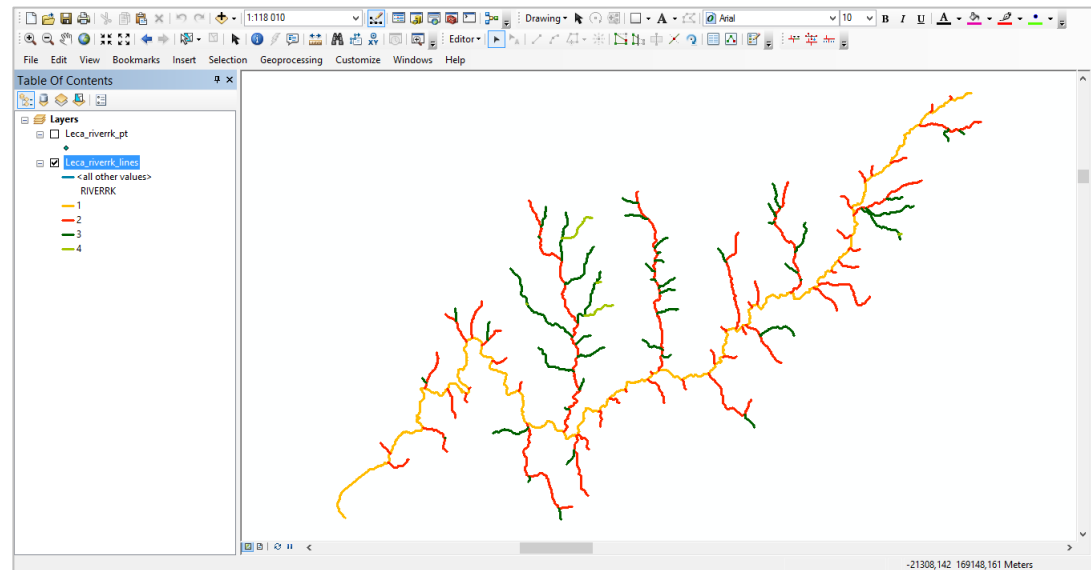 1:118 010
Drawing
A
Arial
10
B I U A
Editor
File Edit View Bookmarks Insert Selection Geoprocessing Customize Windows Help
Table Of Contents
Layers
Leca_riverrk_pt
Leca_riverrk_lines
<all other values>
RIVERRK
1
2
3
4
-21308,142 169148,161 Meters